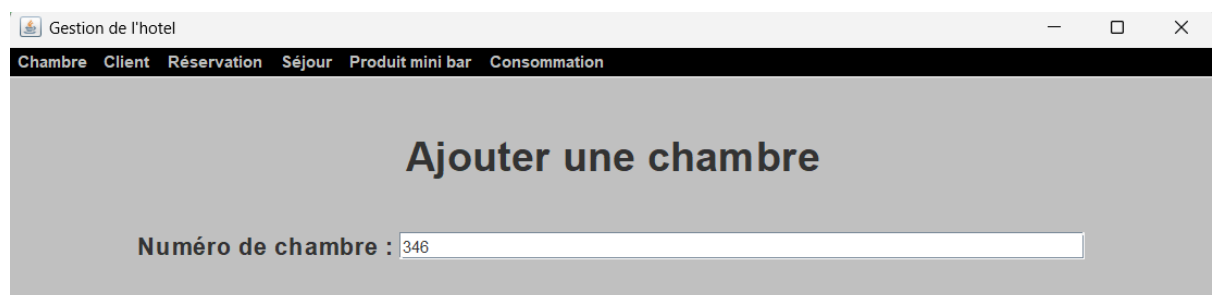 Gestion de l'hotel
Chambre Client Réservation Séjour Produit mini bar Consommation
Ajouter une chambre
Numéro de chambre : 346